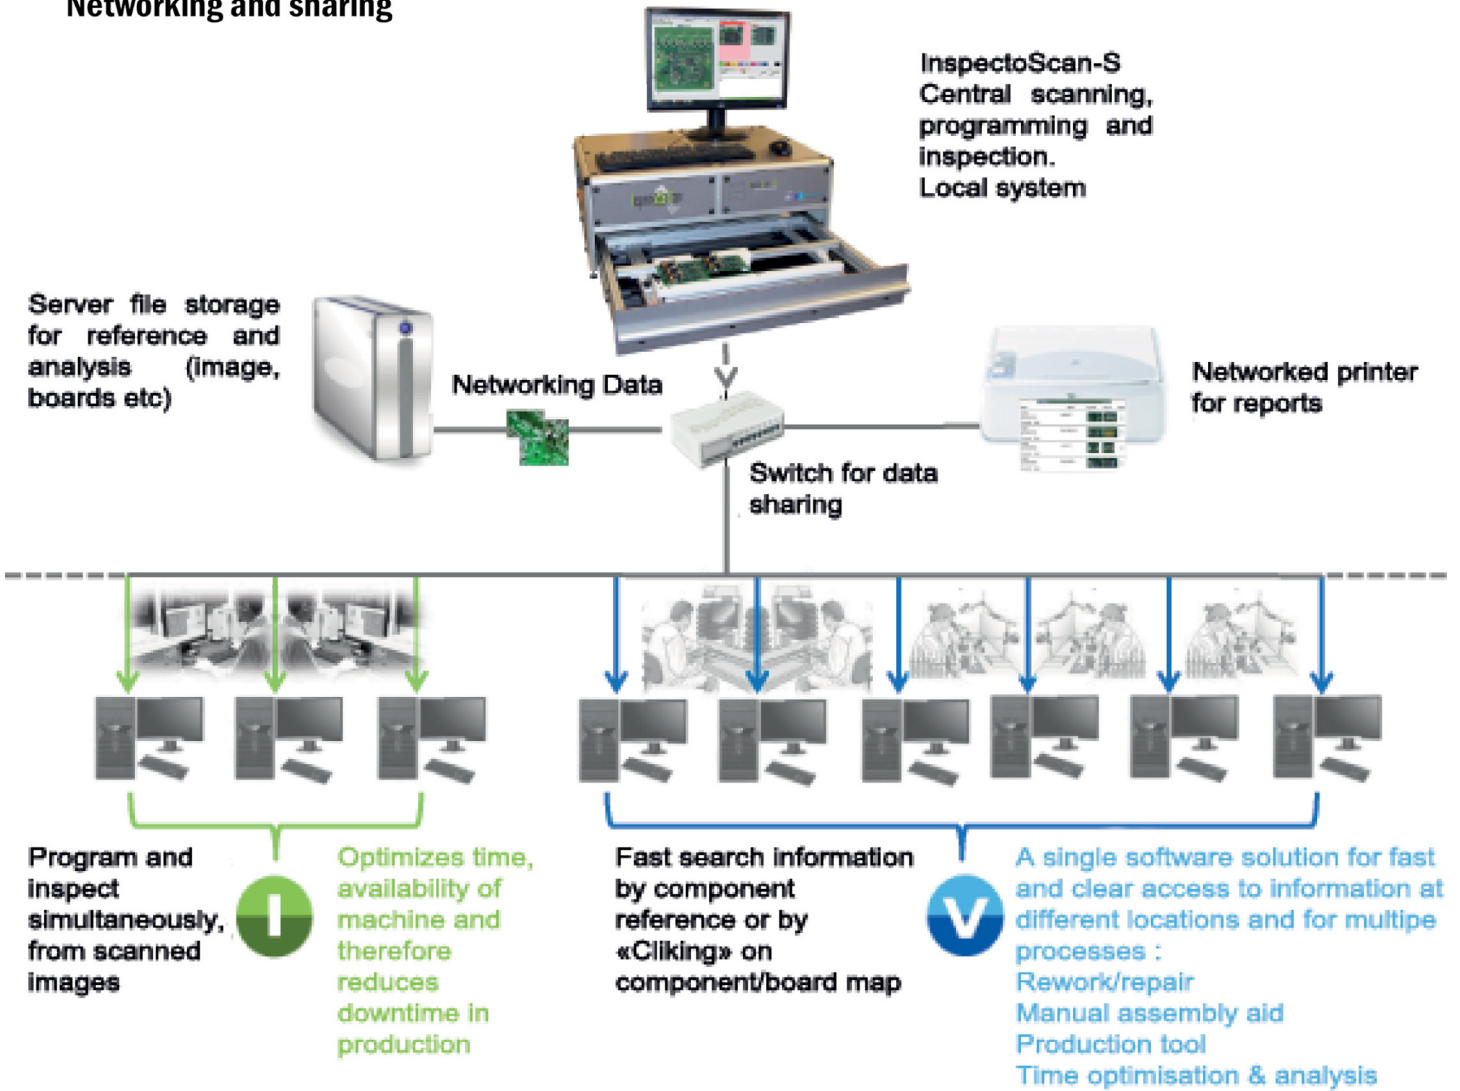 Networking and sharing
InspectoScan-S
Central scanning,
programming and
inspection.
Local system
Server file storage
for reference and
analysis (image,
boards etc)
Networking Data
Networked printer
for reports
Switch for data
sharing
Program and
inspect
simultaneously,
from scanned
images
I
Optimizes time,
availability of
machine and
therefore
reduces
downtime in
production
Fast search information
by component
reference or by
«Cliking» on
component/board map
V
A single software solution for fast
and clear access to information at
different locations and for multipe
processes :
Rework/repair
Manual assembly aid
Production tool
Time optimisation & analysis